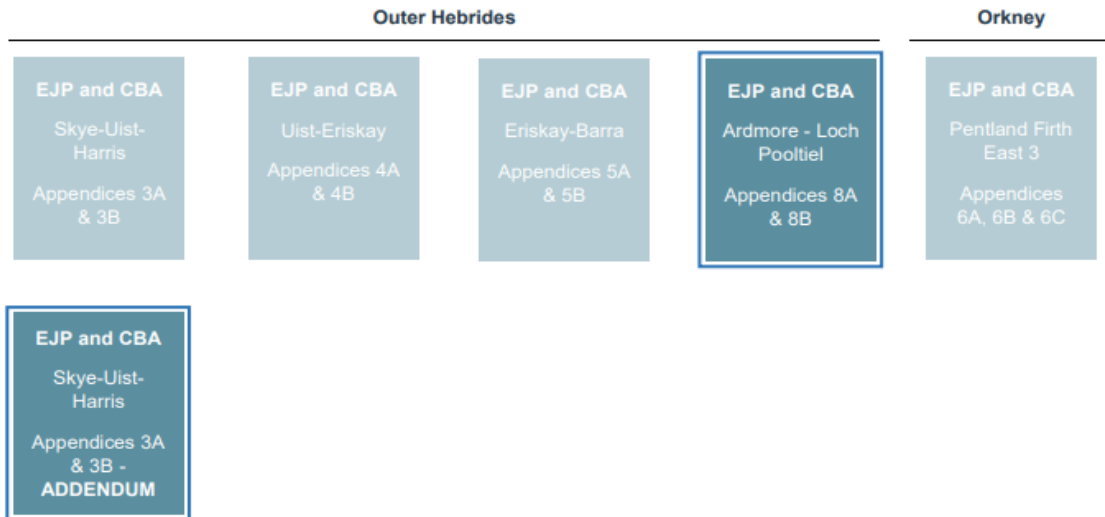 Outer Hebrides
Orkney
EJP and CBA
Skye-Uist-
Harris
Appendices 3A
& 3B
EJP and CBA
Uist-Eriskay
Appendices 4A
& 4B
EJP and CBA
Eriskay-Barra
Appendices 5A
& 5B
EJP and CBA
Ardmore - Loch
Pooltiel
Appendices 8A
& 8B
EJP and CBA
Pentland Firth
East 3
Appendices
6A, 6B & 6C
EJP and CBA
Skye-Uist-
Harris
Appendices 3A
& 3B -
ADDENDUM